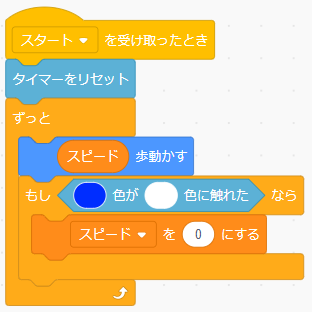 スタート を受け取ったとき
タイマーをリセット
ずっと
スピード 歩動かす
もし 色が 色に触れた なら
スピード を 0 にする